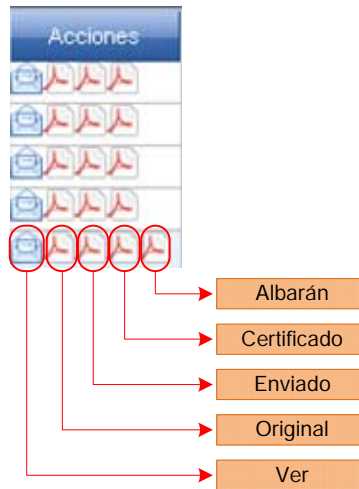 Acciones
Albarán
Certificado
Enviado
Original
Ver